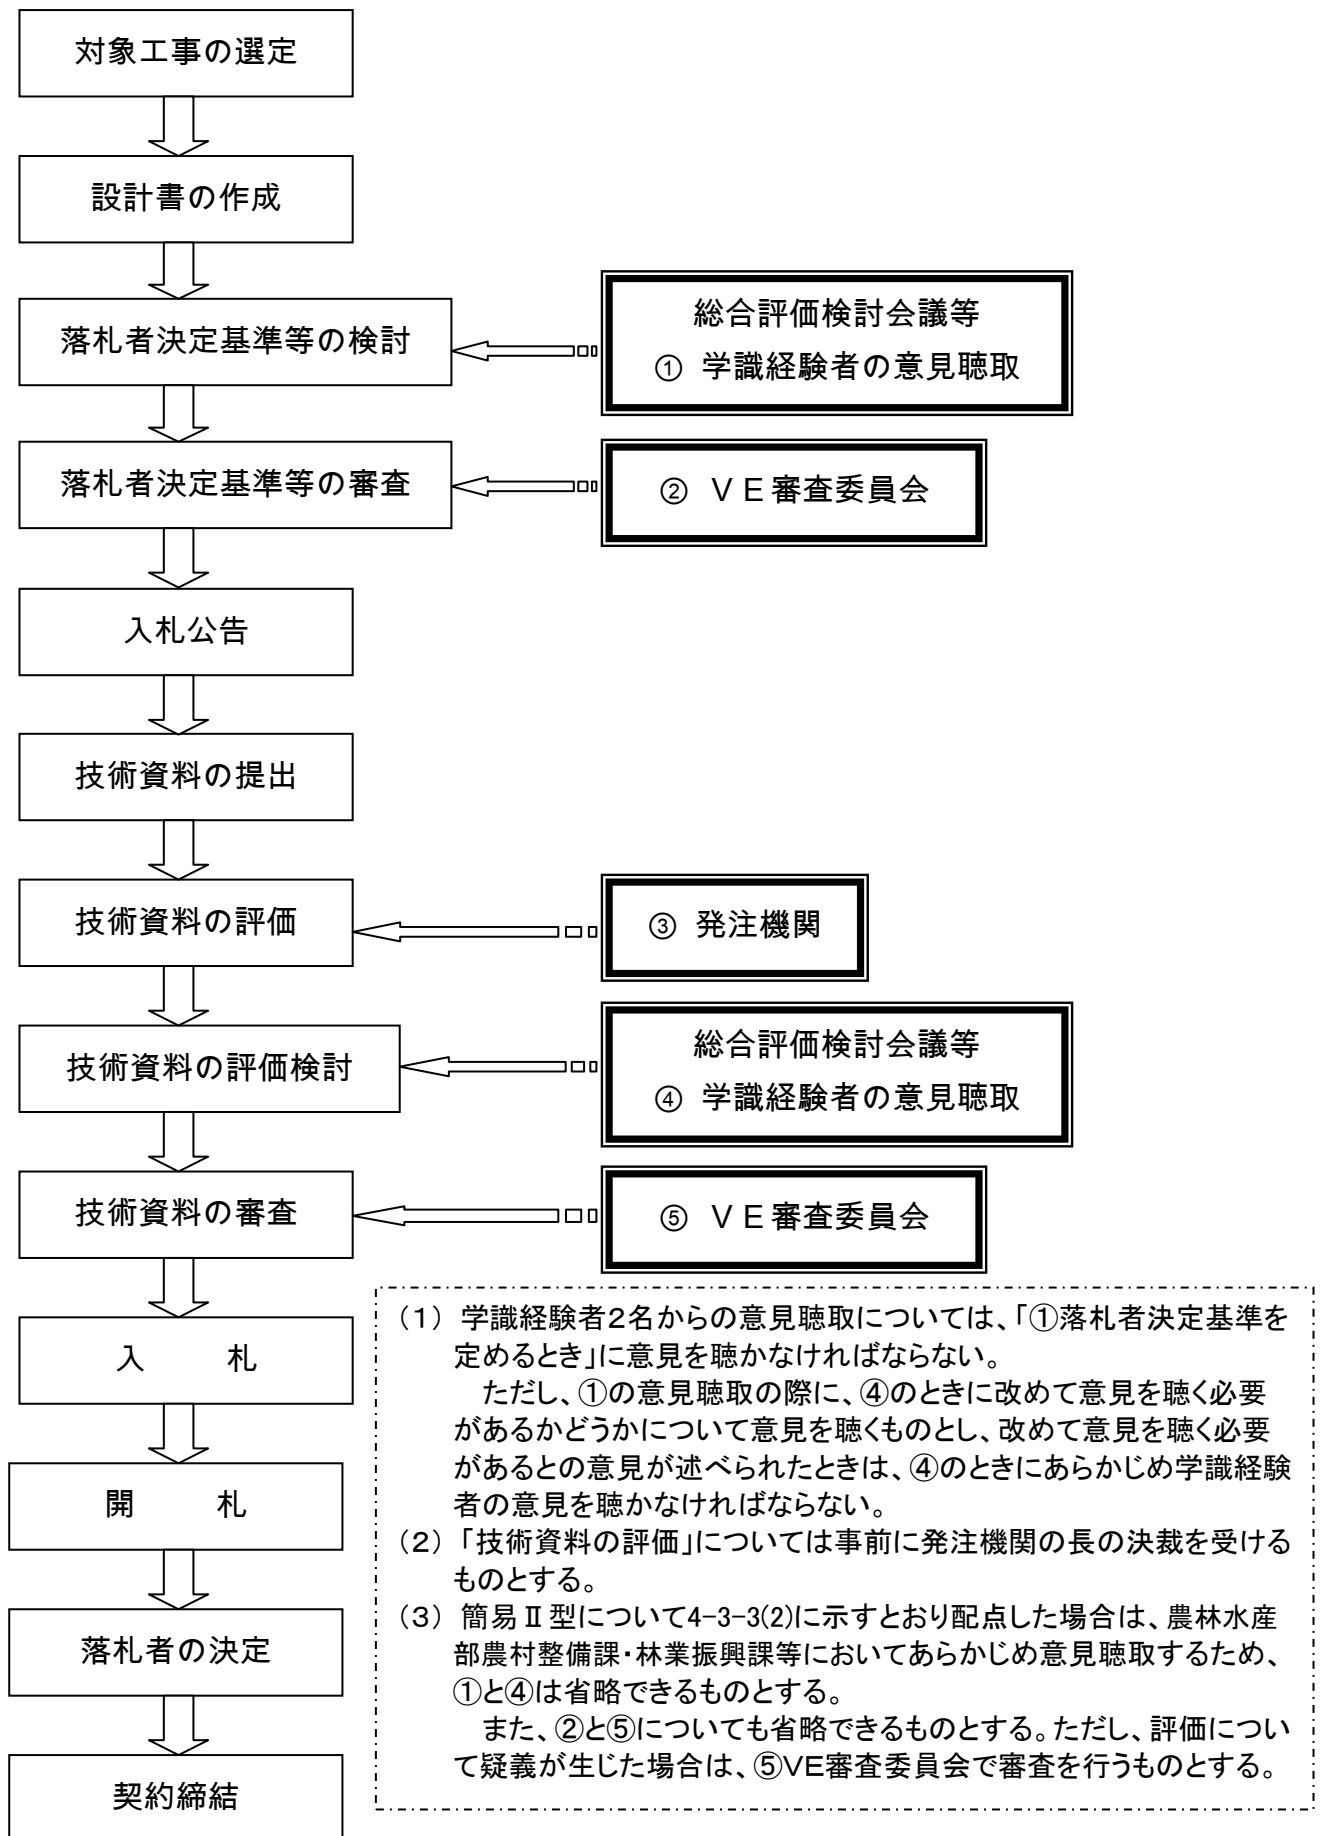 対象工事の選定
設計書の作成
落札者決定基準等の検討
総合評価検討会議等
① 学識経験者の意見聴取
落札者決定基準等の審査
② ＶＥ審査委員会
入札公告
技術資料の提出
技術資料の評価
③ 発注機関
技術資料の評価検討
総合評価検討会議等
④ 学識経験者の意見聴取
技術資料の審査
⑤ ＶＥ審査委員会
入　　札
開　　札
落札者の決定
契約締結
（１） 学識経験者２名からの意見聴取については、「①落札者決定基準を
定めるとき」に意見を聴かなければならない。
ただし、①の意見聴取の際に、④のときに改めて意見を聴く必要
があるかどうかについて意見を聴くものとし、改めて意見を聴く必要
があるとの意見が述べられたときは、④のときにあらかじめ学識経験
者の意見を聴かなければならない。
（２） 「技術資料の評価」については事前に発注機関の長の決裁を受ける
ものとする。
（３） 簡易Ⅱ型について4-3-3(2)に示すとおり配点した場合は、農林水産
部農村整備課・林業振興課等においてあらかじめ意見聴取するため、
①と④は省略できるものとする。
また、②と⑤についても省略できるものとする。ただし、評価につい
て疑義が生じた場合は、⑤VE審査委員会で審査を行うものとする。